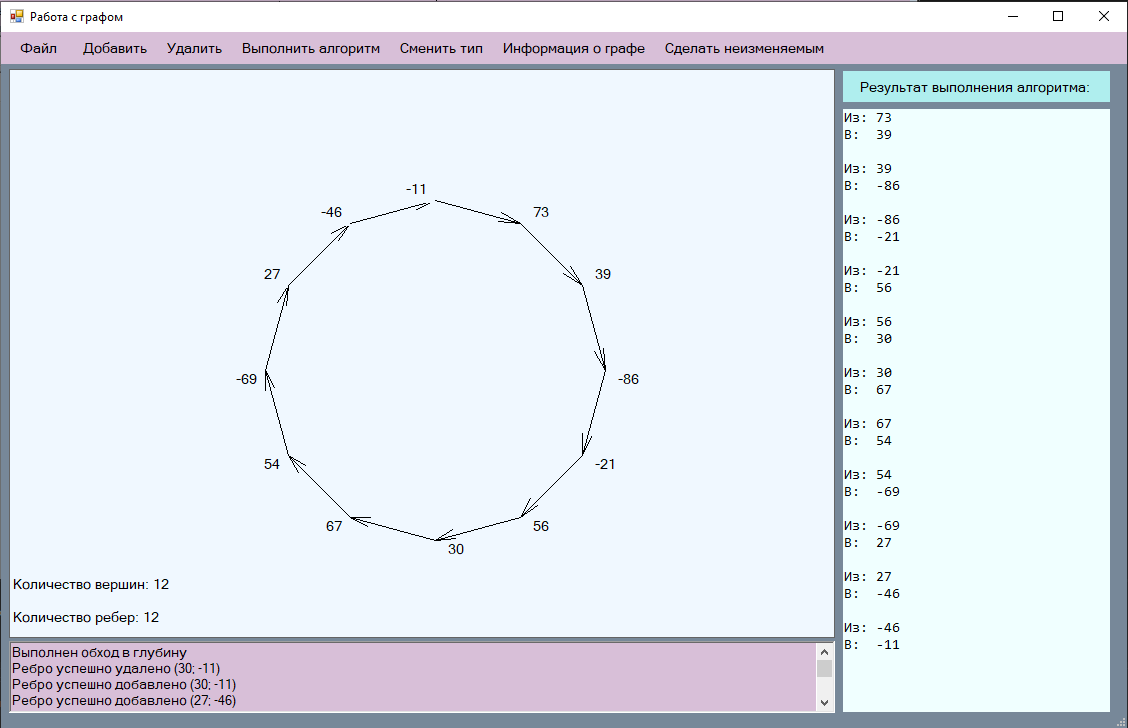 Работа с графом
Файл Добавить Удалить Выполнить алгоритм Сменить тип Информация о графе Сделать неизменяемым
-11
-46
73
27
39
-69
-86
54
-21
67
56
30
Количество вершин: 12
Количество ребер: 12
Выполнен обход в глубину
Ребро успешно удалено (30; -11)
Ребро успешно добавлено (30; -11)
Ребро успешно добавлено (27; -46)
Результат выполнения алгоритма:
Из: 73
В: 39
Из: 39
В: -86
Из: -86
В: -21
Из: -21
В: 56
Из: 56
В: 30
Из: 30
В: 67
Из: 67
В: 54
Из: 54
В: -69
Из: -69
В: 27
Из: 27
В: -46
Из: -46
В: -11